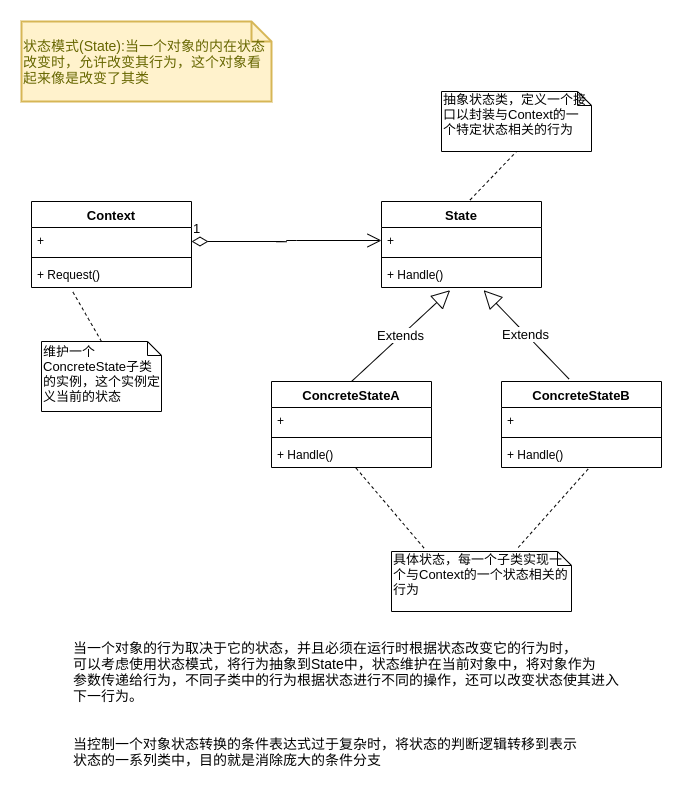 状态模式(State):当一个对象的内在状态
改变时，允许改变其行为，这个对象看
起来像是改变了其类
抽象状态类，定义一个接
口以封装与Context的一
个特定状态相关的行为
Context
+
+ Request()
1
State
+
+ Handle()
维护一个
ConcreteState子类
的实例，这个实例定
义当前的状态
Extends
Extends
ConcreteStateA
+
+ Handle()
ConcreteStateB
+
+ Handle()
具体状态，每一个子类实现一
个与Context的一个状态相关的
行为
当一个对象的行为取决于它的状态，并且必须在运行时根据状态改变它的行为时，
可以考虑使用状态模式，将行为抽象到State中，状态维护在当前对象中，将对象作为
参数传递给行为，不同子类中的行为根据状态进行不同的操作，还可以改变状态使其进入
下一行为。
当控制一个对象状态转换的条件表达式过于复杂时，将状态的判断逻辑转移到表示
状态的一系列类中，目的就是消除庞大的条件分支